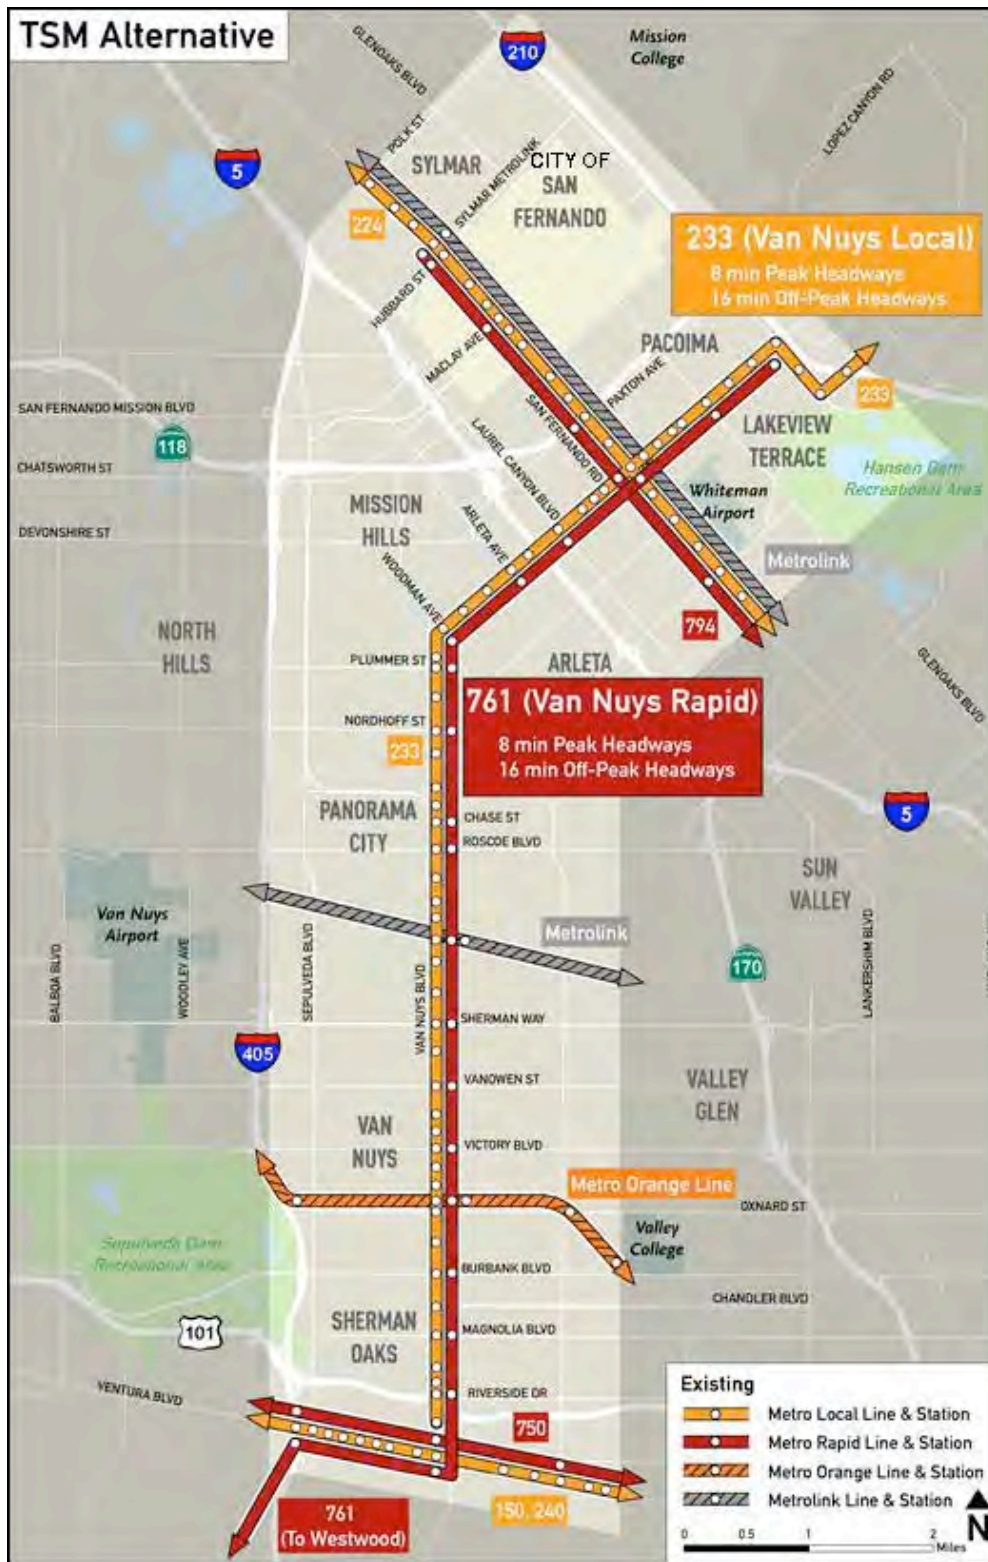 TSM Alternative
GLENOAKS BLVD
210
Mission
College
LOPEZ CANYON RD
POLK ST
5
SYLMAR
SYLMAR METROLINK
CITY OF
SAN
FERNANDO
224
233 (Van Nuys Local)
8 min Peak Headways
16 min Off-Peak Headways
HUBBARD ST
MACLAY AVE
PACOIMA
PAXTON AVE
233
SAN FERNANDO MISSION BLVD
118
SAN FERNANDO RD
LAKEVIEW
TERRACE
LAUREL CANYON BLVD
CHATSWORTH ST
Hansen Dam
Recreational Area
Whiteman
Airport
MISSION
HILLS
ARLETA AVE
DEVONSHIRE ST
WOODMAN AVE
Metrolink
NORTH
HILLS
794
PLUMMER ST
ARLETA
GLENOAKS BLVD
761 (Van Nuys Rapid)
8 min Peak Headways
16 min Off-Peak Headways
NORDHOFF ST
233
PANORAMA
CITY
CHASE ST
ROSCOE BLVD
5
SUN
VALLEY
Van Nuys
Airport
Metrolink
170
BALBOA BLVD
WOODLEY AVE
SEPULVEDA BLVD
VAN NUYS BLVD
LANKERSHIM BLVD
SHERMAN WAY
405
VANOWEN ST
VALLEY
GLEN
VAN
NUYS
VICTORY BLVD
Metro Orange Line
OXNARD ST
Valley
College
Sepulveda Dam
Recreational Area
BURBANK BLVD
CHANDLER BLVD
SHERMAN
OAKS
MAGNOLIA BLVD
101
VENTURA BLVD
RIVERSIDE DR
750
150, 240
761
(To Westwood)
Existing
Metro Local Line & Station
Metro Rapid Line & Station
Metro Orange Line & Station
Metrolink Line & Station
N
0 0.5 1 2
Miles